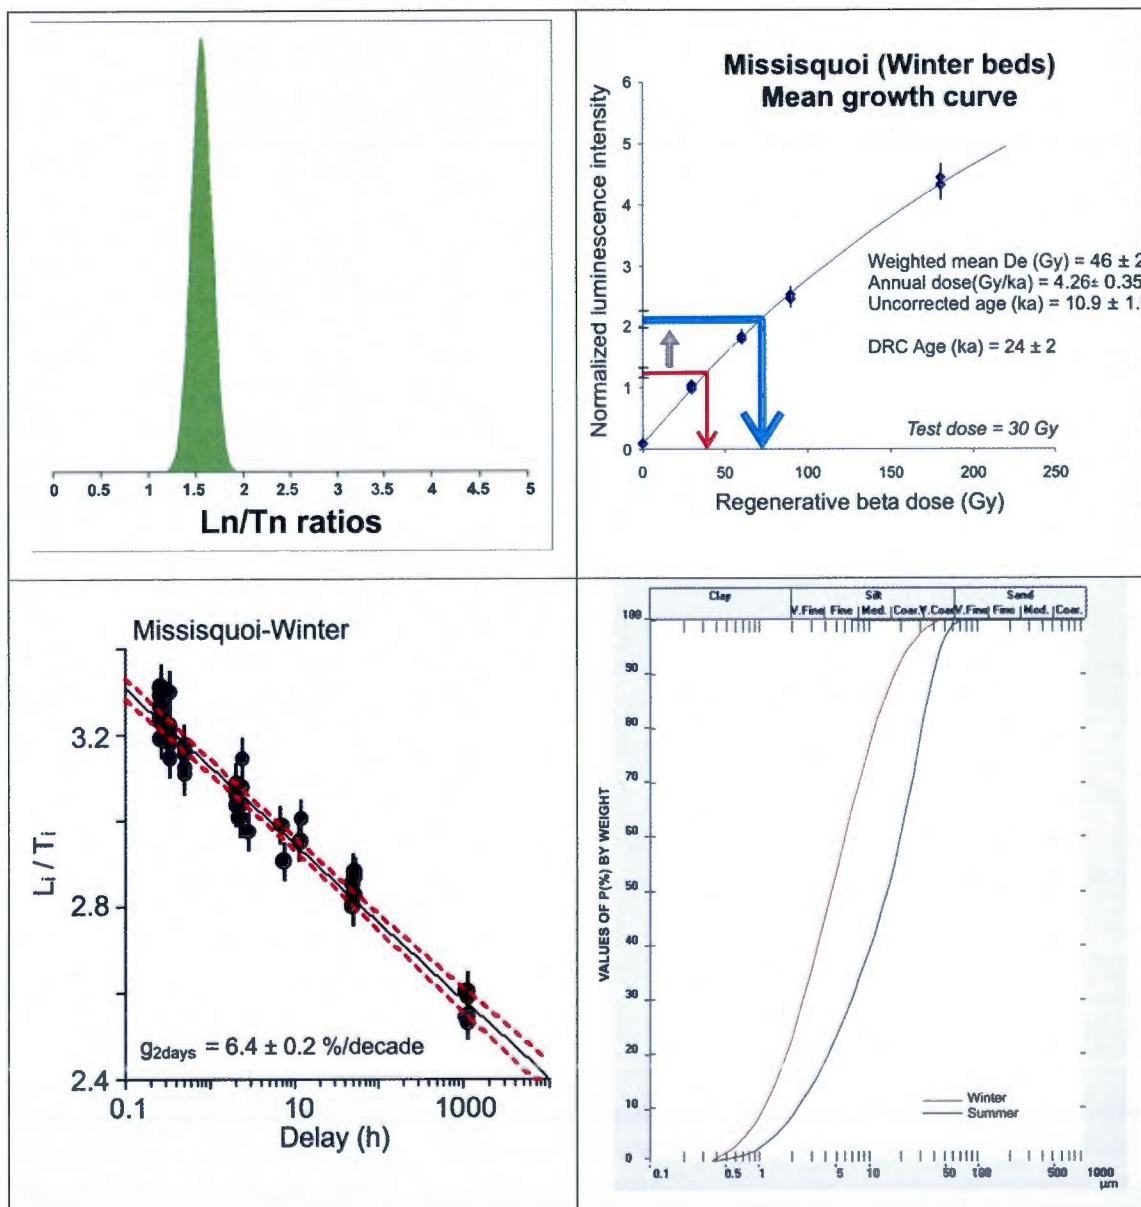 0 0.5 1 1.5 2 2.5 3 3.5 4 4.5 5
Ln/Tn ratios
Missisquoi (Winter beds)
Mean growth curve
Normalized luminescence intensity
6
5
4
3
2
1
0
Weighted mean De (Gy) = 46 ± 2
Annual dose(Gy/ka) = 4.26± 0.35
Uncorrected age (ka) = 10.9 ± 1.
DRC Age (ka) = 24 ± 2
Test dose = 30 Gy
0 50 100 150 200 250
Regenerative beta dose (Gy)
Missisquoi-Winter
Li / Ti
3.2
2.8
2.4
g2days = 6.4 ± 0.2 %/decade
0.1 10 1000
Delay (h)
Clay Silt Sand
V.Fine Fine Med. Coar. V.Coar V.Fine Fine Med. Coar.
VALUES OF P(%) BY WEIGHT
100
90
80
70
60
50
40
30
20
10
0
Winter
Summer
0.1 0.5 1 5 10 50 100 500 1000
µm